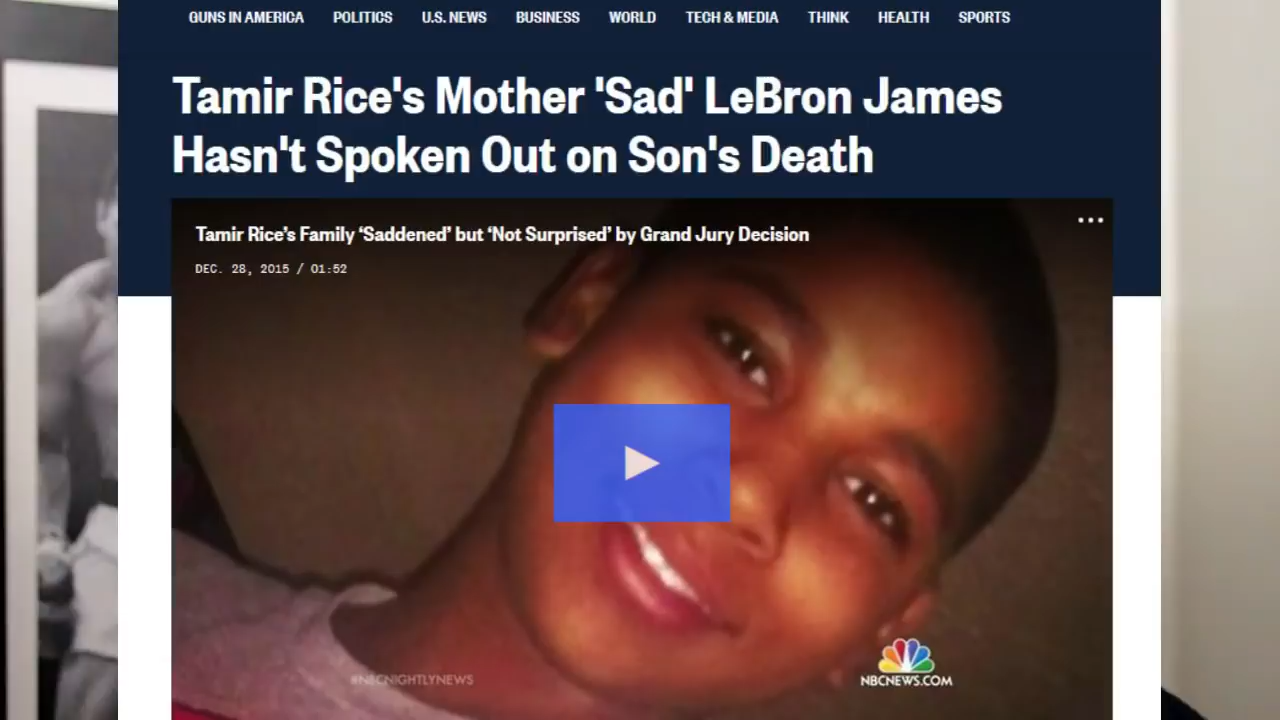 GUNS IN AMERICA POLITICS U.S. NEWS BUSINESS WORLD TECH & MEDIA THINK HEALTH SPORTS
Tamir Rice's Mother 'Sad' LeBron James
Hasn't Spoken Out on Son's Death
Tamir Rice's Family ‘Saddened’ but ‘Not Surprised’ by Grand Jury Decision
DEC. 28, 2015 / 01:52
#NBCNIGHTLYNEWS
NBCNEWS.COM